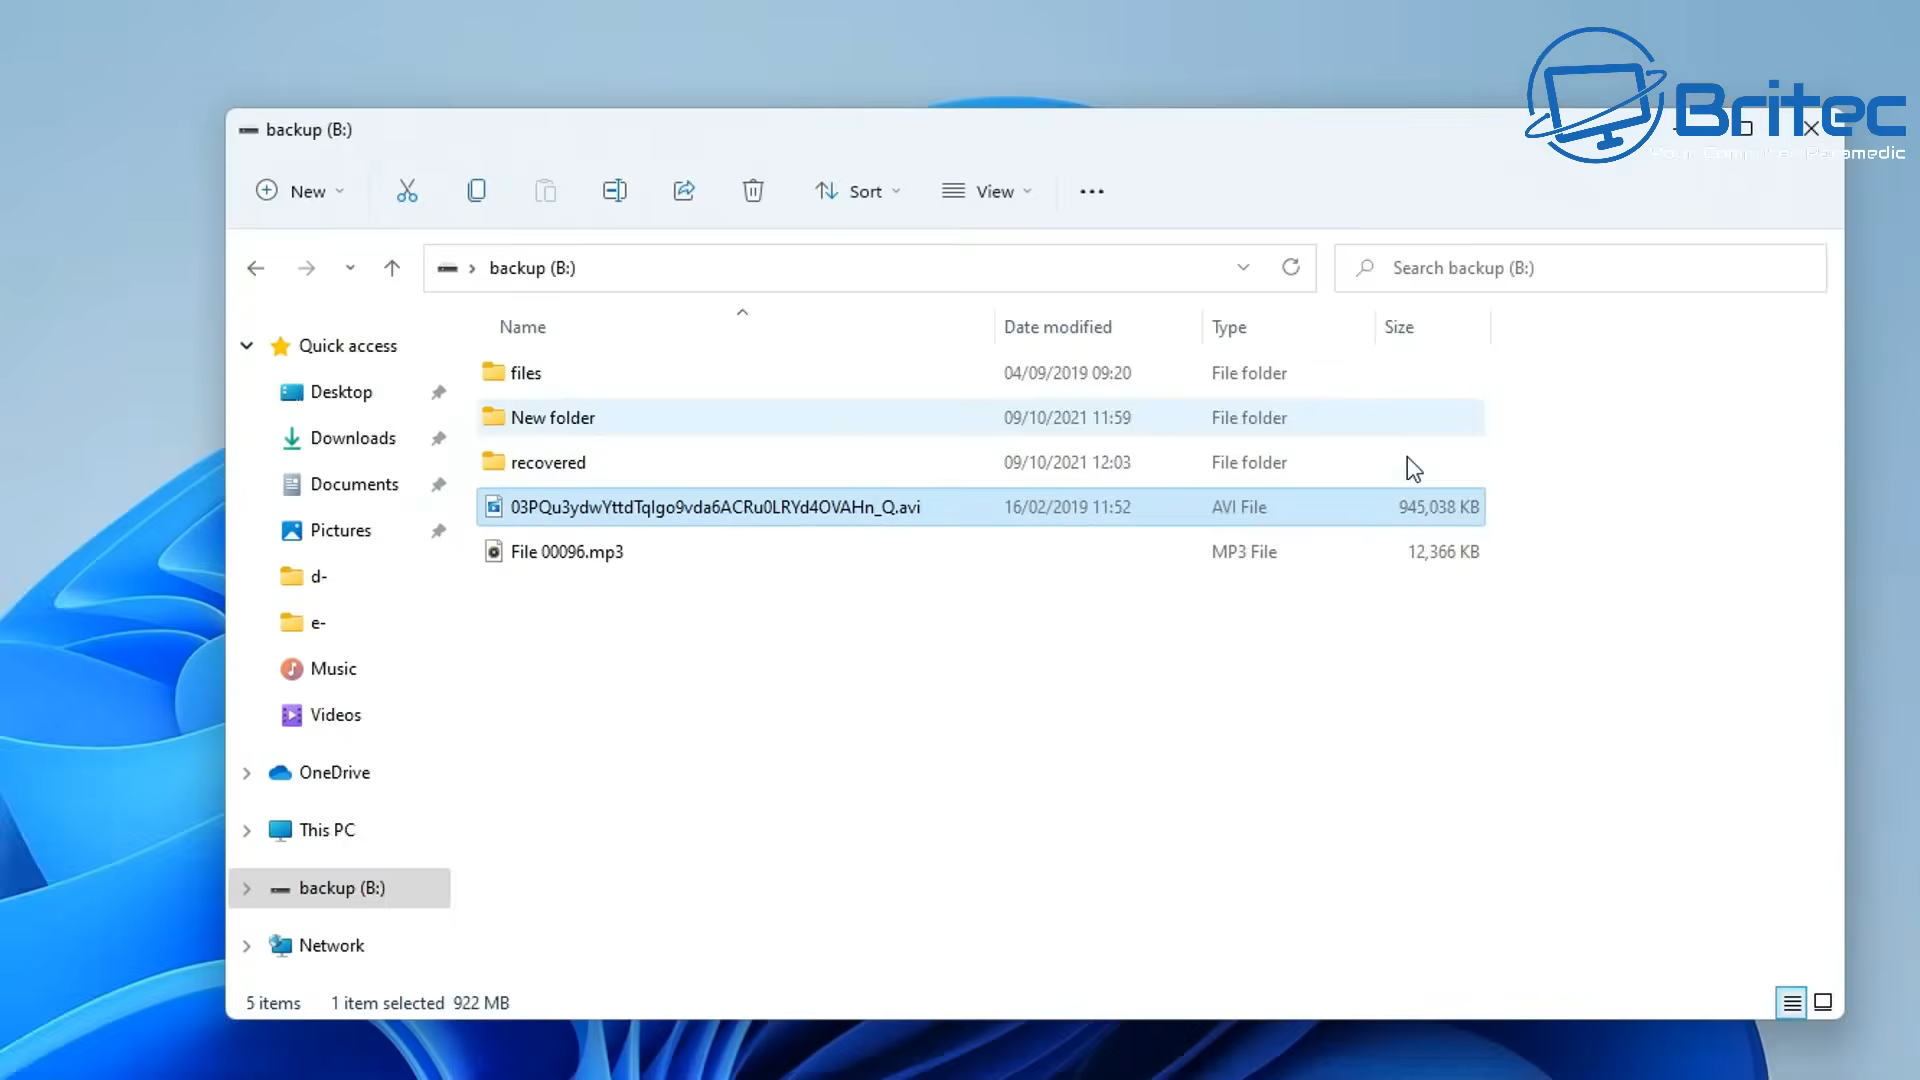 Britec
Your Computer Paramedic
backup (B:)
New
Sort
View
backup (B:)
Search backup (B:)
Name Date modified Type Size
Quick access
Desktop
Downloads
Documents
Pictures
d-
e-
Music
Videos
OneDrive
This PC
backup (B:)
Network
files 04/09/2019 09:20 File folder
New folder 09/10/2021 11:59 File folder
recovered 09/10/2021 12:03 File folder
03PQu3ydwYttdTqlgo9vda6ACRu0LRYd4OVAHn_Q.avi 16/02/2019 11:52 AVI File 945,038 KB
File 00096.mp3 MP3 File 12,366 KB
5 items 1 item selected 922 MB